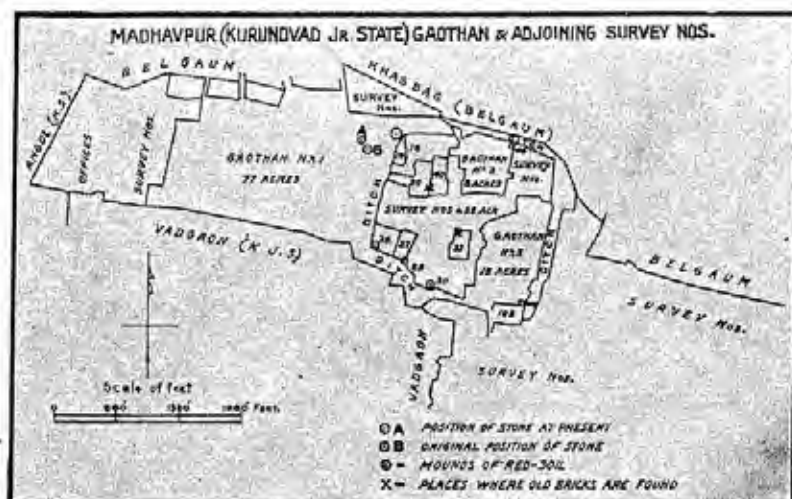 MADHAVPUR (KURUNDVAD JR. STATE) GAOTHAN & ADJOINING SURVEY NOS.
BELGAUM
KHASBAG (BELGAUM)
SURVEY
NOS.
ANGOL (K.J.S.)
OFFICES
SURVEY NOS.
A
B
GAOTHAN NO. 1
77 ACRES
GAOTHAN
NO. 2
8 ACRES
SURVEY
NOS.
DITCH
SURVEY NOS
GAOTHAN
NO. 3
ACRES
DITCH
VADGAON (K.J.S)
DITCH
BELGAUM
SURVEY NOS.
VADGAON
SURVEY NOS.
Scale of feet
0
FEET.
A POSITION OF STONE AT PRESENT
B ORIGINAL POSITION OF STONE
– MOUNDS OF RED-SOIL
X – PLACES WHERE OLD BRICKS ARE FOUND